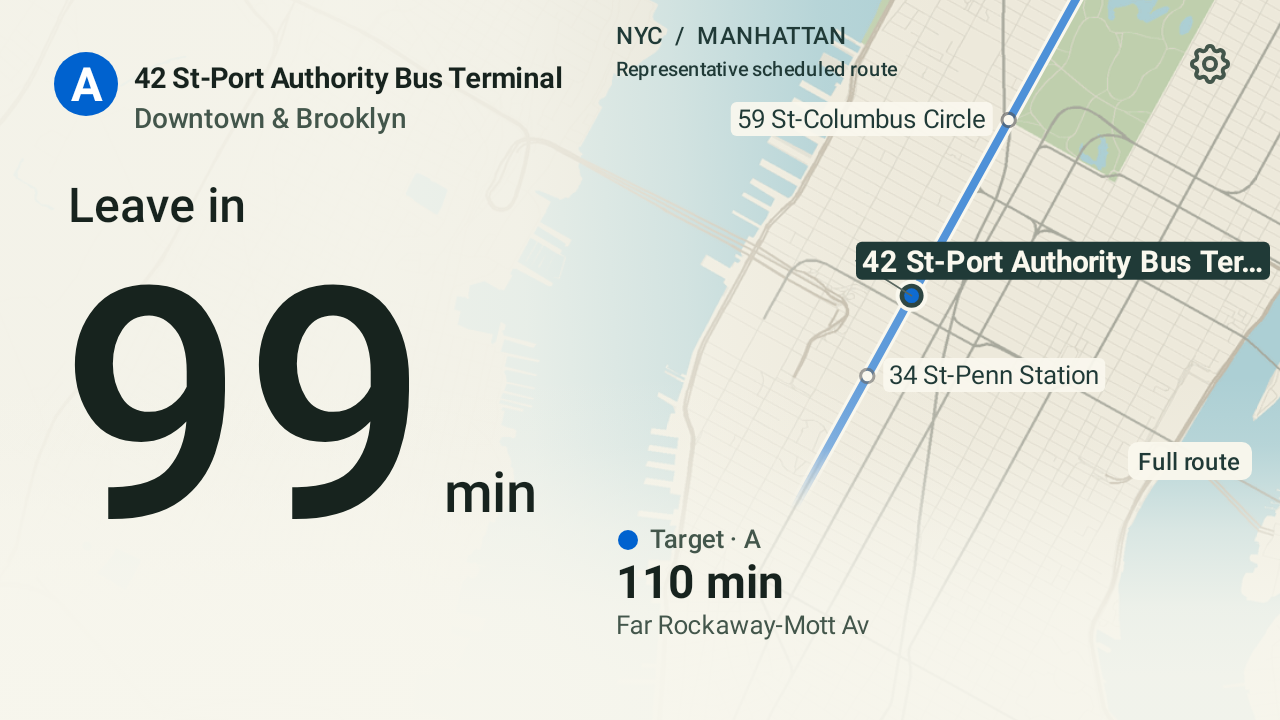 A
42 St-Port Authority Bus Terminal
Downtown & Brooklyn
Leave in
99 min
NYC / MANHATTAN
Representative scheduled route
59 St-Columbus Circle
42 St-Port Authority Bus Ter...
34 St-Penn Station
Full route
Target · A
110 min
Far Rockaway-Mott Av